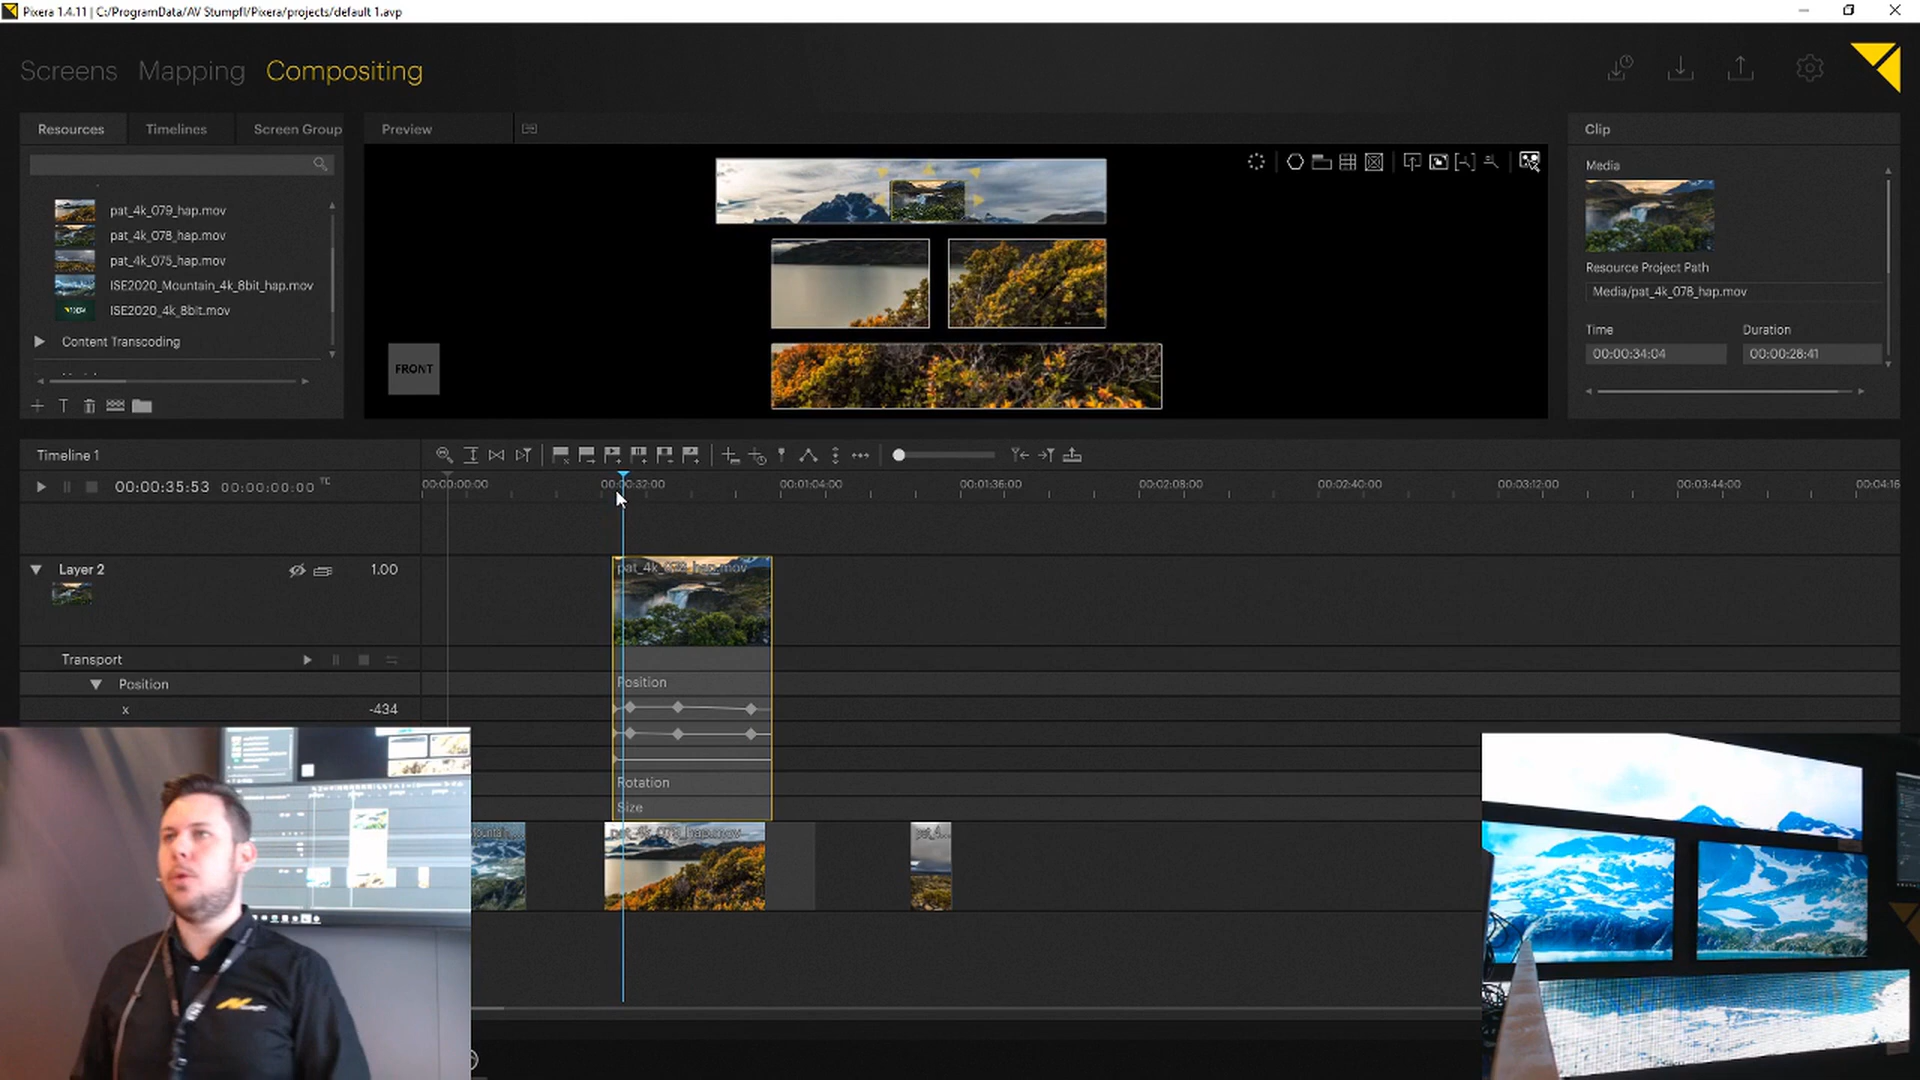 Pixera 1.4.11 | C:/ProgramData/AV Stumpfl/Pixera/projects/default 1.avp
Screens Mapping Compositing
Resources Timelines Screen Group Preview Clip
Media
pat_4k_079_hap.mov
pat_4k_078_hap.mov
pat_4k_075_hap.mov
ISE2020_Mountain_4k_8bit_hap.mov
ISE2020_4k_8bit.mov
Content Transcoding
FRONT
Resource Project Path
Media/pat_4k_078_hap.mov
Time Duration
00:00:34:04 00:00:28:41
Timeline 1
00:00:35:53 00:00:00:00 TC
00:00:00:00 00:00:32:00 00:01:04:00 00:01:36:00 00:02:08:00 00:02:40:00 00:03:12:00 00:03:44:00 00:04:16
Layer 2 1.00
Transport
Position
x -434
Position
Rotation
Size